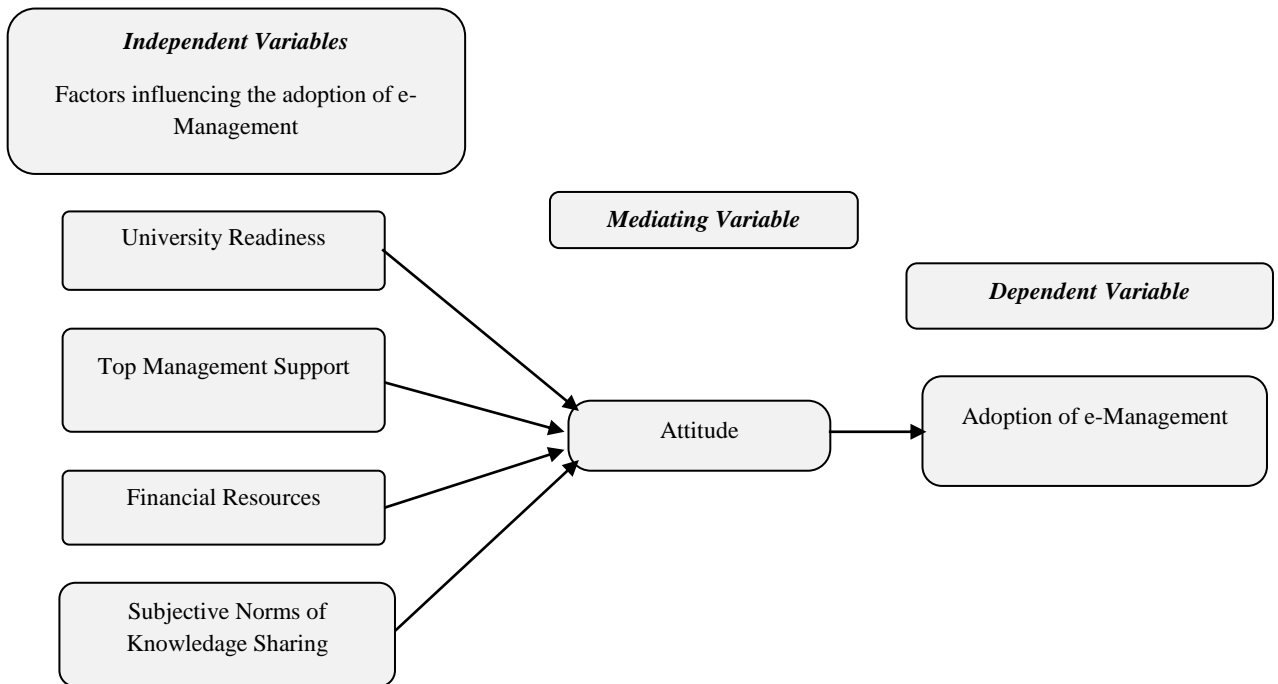 Independent Variables
Factors influencing the adoption of e-
Management
University Readiness
Mediating Variable
Dependent Variable
Top Management Support
Attitude
Adoption of e-Management
Financial Resources
Subjective Norms of
Knowledage Sharing